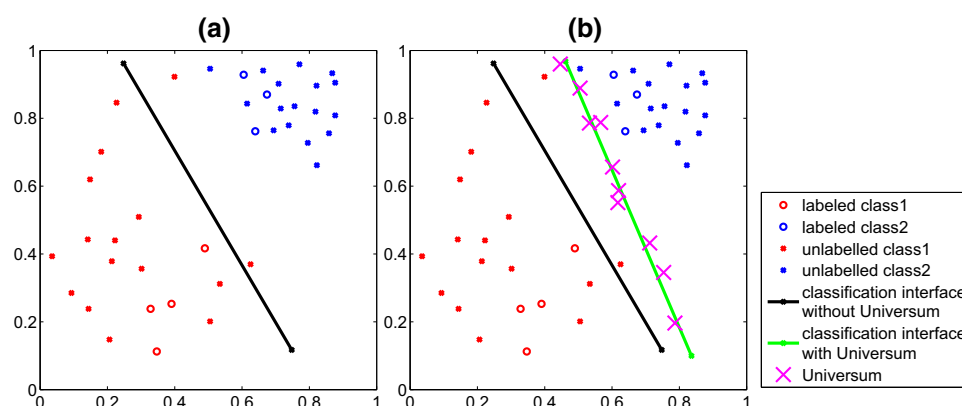 (a)
(b)
1
0.8
0.6
0.4
0.2
0
0 0.2 0.4 0.6 0.8 1
1
0.8
0.6
0.4
0.2
0
0 0.2 0.4 0.6 0.8 1
labeled class1
labeled class2
unlabelled class1
unlabelled class2
classification interface
without Universum
classification interface
with Universum
Universum